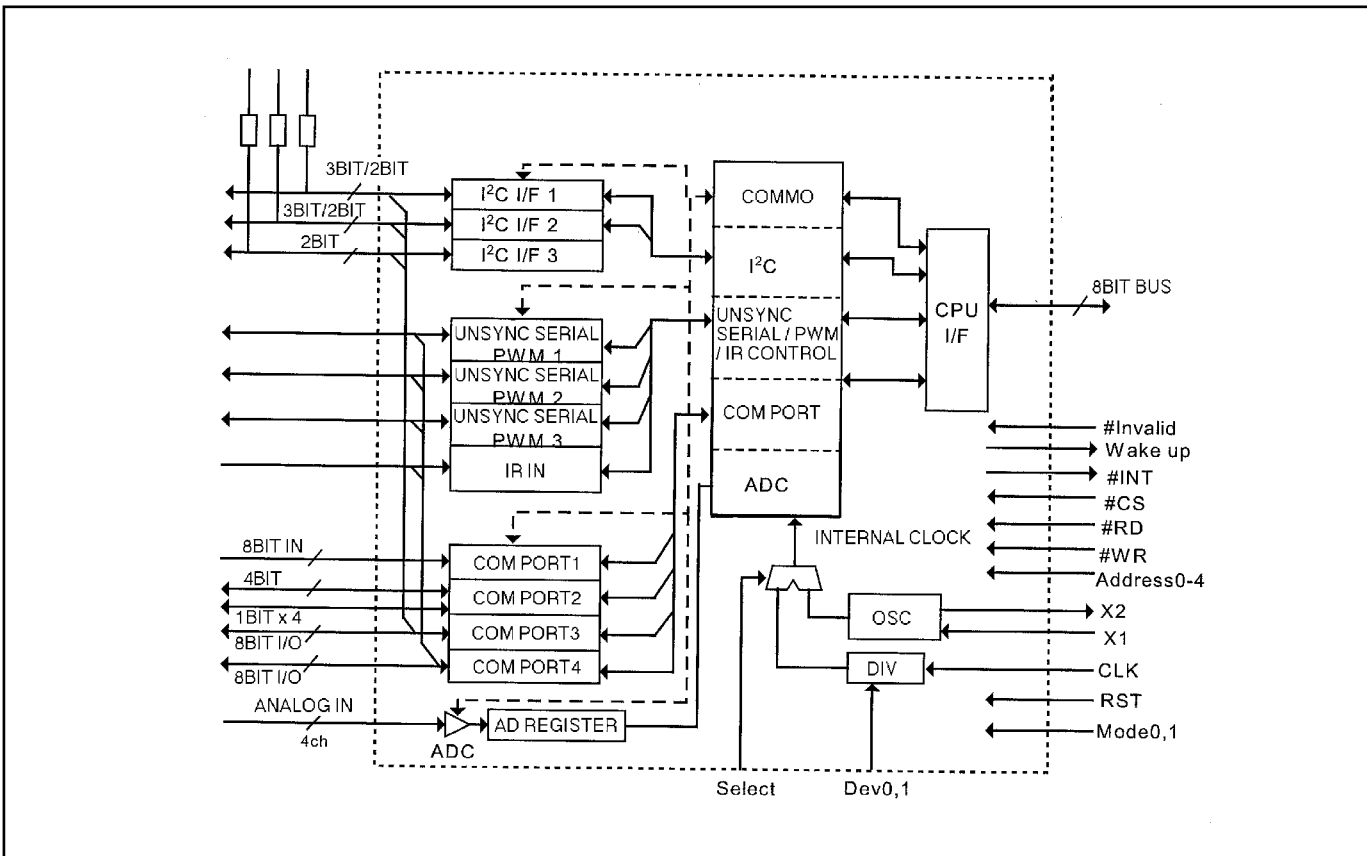 3BIT/2BIT
3BIT/2BIT
2BIT
I²C I/F 1
I²C I/F 2
I²C I/F 3
UNSYNC SERIAL
PWM 1
UNSYNC SERIAL
PWM 2
UNSYNC SERIAL
PWM 3
IR IN
8BIT IN
4BIT
1BIT x 4
8BIT I/O
8BIT I/O
COM PORT1
COM PORT2
COM PORT3
COM PORT4
ANALOG IN
4ch
ADC
AD REGISTER
COMMO
I²C
UNSYNC
SERIAL / PWM
/ IR CONTROL
COM PORT
ADC
CPU
I/F
8BIT BUS
INTERNAL CLOCK
OSC
DIV
#Invalid
Wake up
#INT
#CS
#RD
#WR
Address0-4
X2
X1
CLK
RST
Mode0,1
Select
Dev0,1